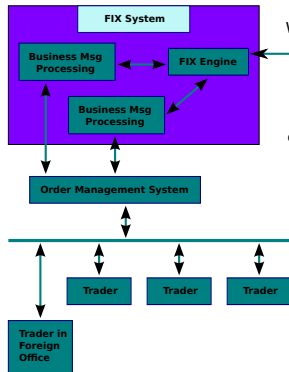 FIX System
Business Msg
Processing
FIX Engine
Business Msg
Processing
Order Management System
Trader
Trader
Trader
Trader in
Foreign
Office